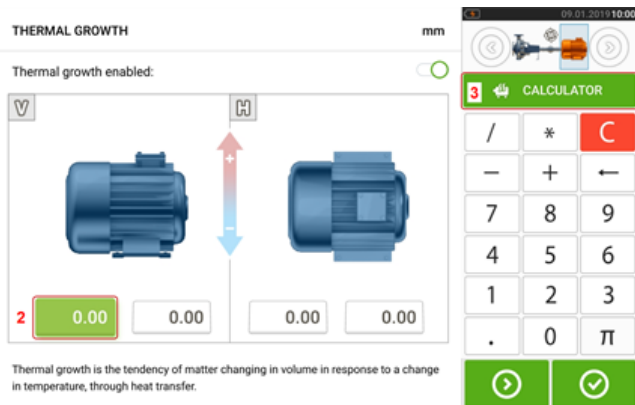 THERMAL GROWTH
mm
Thermal growth enabled:
V
H
+
−
2
0.00
0.00
0.00
0.00
Thermal growth is the tendency of matter changing in volume in response to a change
in temperature, through heat transfer.
09.01.2019 10:00
3 CALCULATOR
/ * C
− + ←
7 8 9
4 5 6
1 2 3
. 0 π